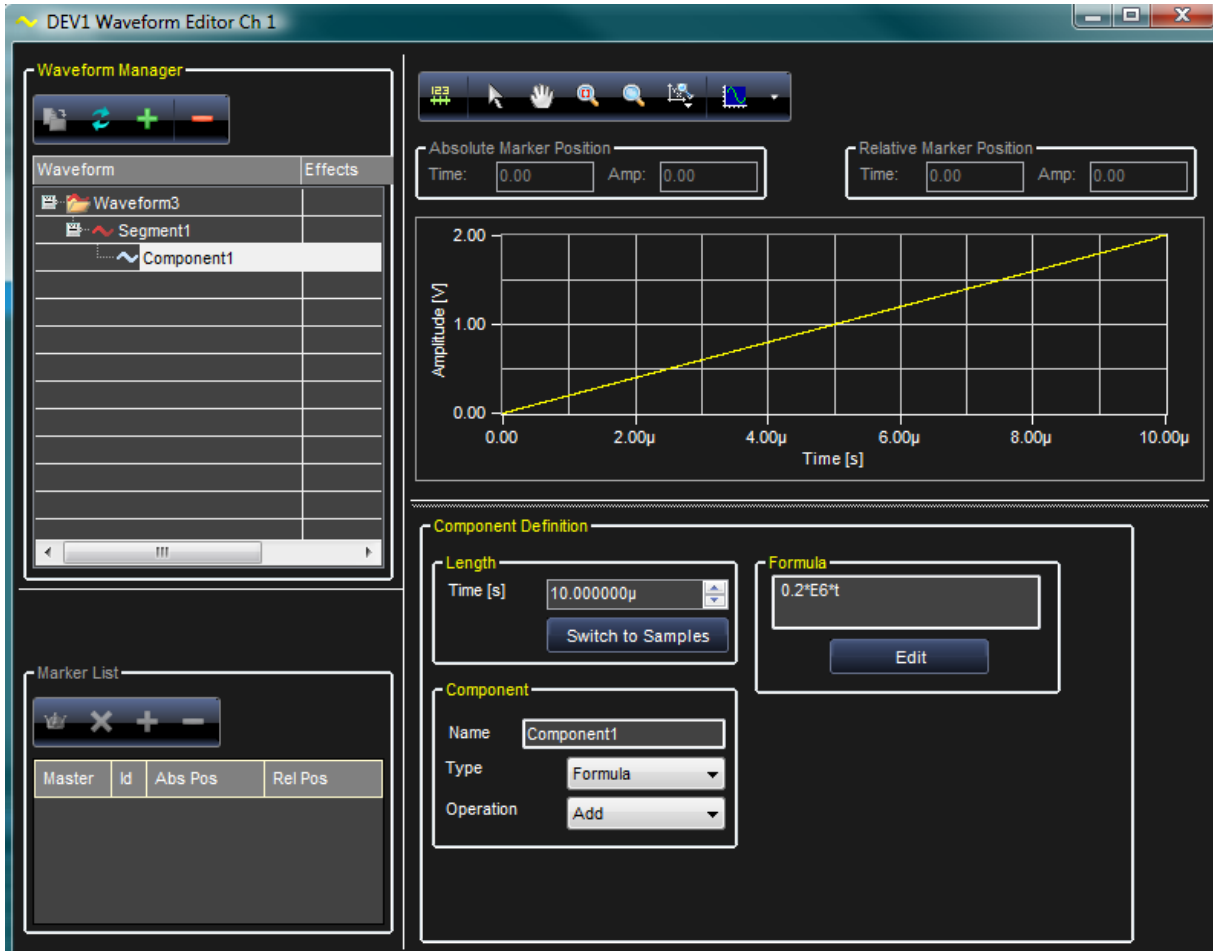 DEV1 Waveform Editor Ch 1
Waveform Manager
Waveform Effects
Waveform3
Segment1
Component1
Marker List
Master Id Abs Pos Rel Pos
123
Absolute Marker Position
Time: 0.00 Amp: 0.00
Relative Marker Position
Time: 0.00 Amp: 0.00
2.00
1.00
0.00
Amplitude [V]
0.00 2.00µ 4.00µ 6.00µ 8.00µ 10.00µ
Time [s]
Component Definition
Length
Time [s] 10.000000µ
Switch to Samples
Formula
0.2*E6*t
Edit
Component
Name Component1
Type Formula
Operation Add